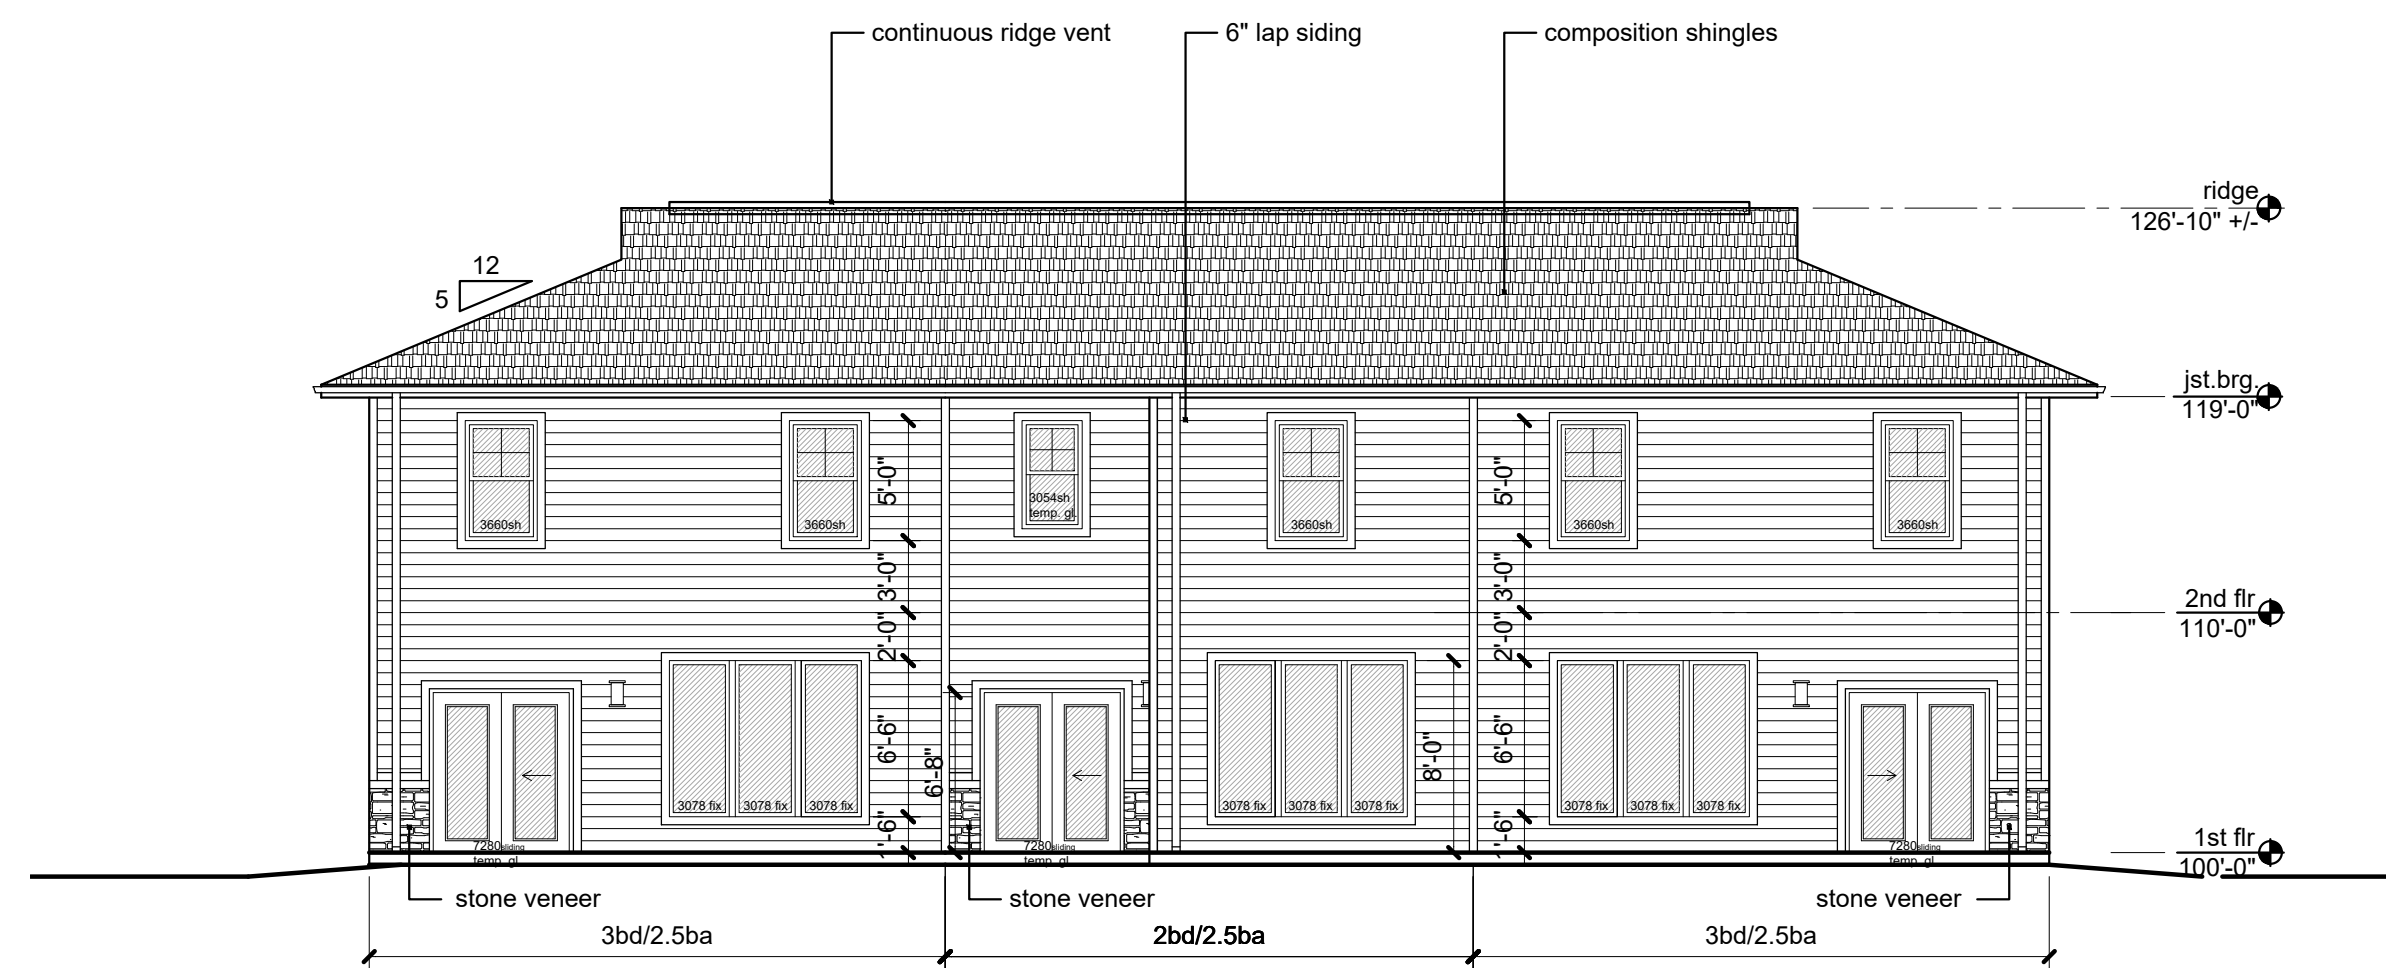 continuous ridge vent
6" lap siding
composition shingles
ridge
126'-10" +/-
12
5
jst.brg.
119'-0"
5'-0"
5'-0"
3054sh
temp. gl.
3660sh
3660sh
3660sh
3660sh
3660sh
3'-0"
3'-0"
2nd flr
110'-0"
2'-0"
2'-0"
6'-6"
6'-8"
8'-0"
6'-6"
3078 fix 3078 fix 3078 fix
3078 fix 3078 fix 3078 fix
3078 fix 3078 fix 3078 fix
'-6"
'-6"
7280sliding
temp. gl
7280sliding
temp. gl
7280sliding
temp. gl
1st flr
100'-0"
stone veneer
stone veneer
stone veneer
3bd/2.5ba
2bd/2.5ba
3bd/2.5ba